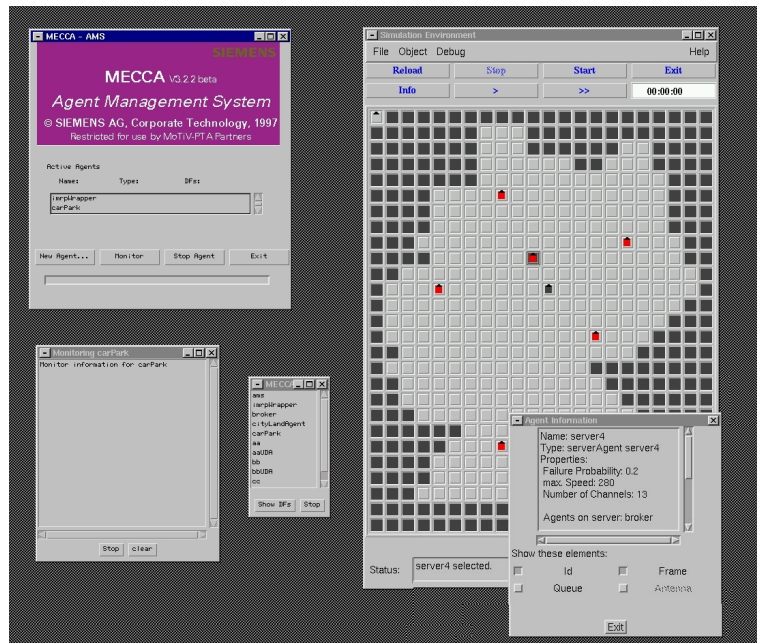 MECCA - AMS
SIEMENS
MECCA V3.2.2 beta
Agent Management System
© SIEMENS AG, Corporate Technology, 1997
Restricted for use by MoTiV-PTA Partners
Active Agents
Name: Type: DFs:
imrpWrapper
carPark
New Agent... Monitor Stop Agent Exit
Simulation Environment
File Object Debug Help
Reload Stop Start Exit
Info > >> 00:00:00
Status: server4 selected.
Monitoring carPark
Monitor information for carPark
Stop clear
MECCA
ams
imrpWrapper
broker
cityLandAgent
carPark
aa
aaUDA
bb
bbUDA
cc
Show DFs Stop
Agent Information
Name: server4
Type: serverAgent server4
Properties:
Failure Probability: 0.2
max. Speed: 280
Number of Channels: 13
Agents on server: broker
Show these elements:
Id Frame
Queue Antenna
Exit